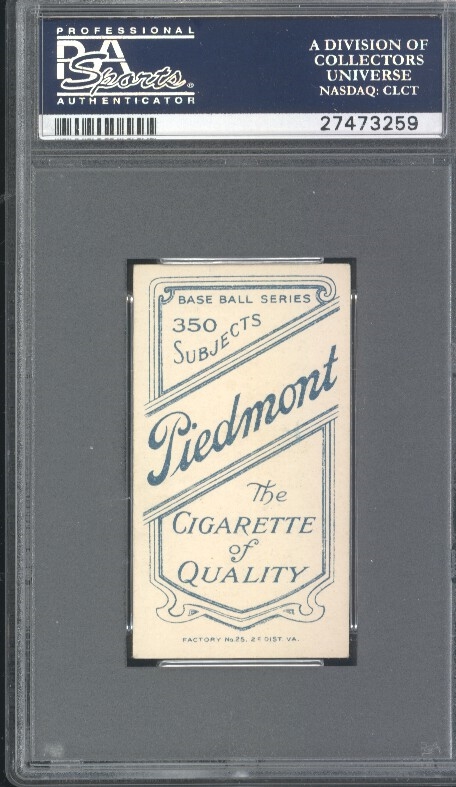 PROFESSIONAL
PSA
Sports®
AUTHENTICATOR
A DIVISION OF
COLLECTORS
UNIVERSE
NASDAQ: CLCT
27473259
BASE BALL SERIES
350
SUBJECTS
Piedmont
The
CIGARETTE
of
QUALITY
FACTORY No 25, 2D DIST. VA.